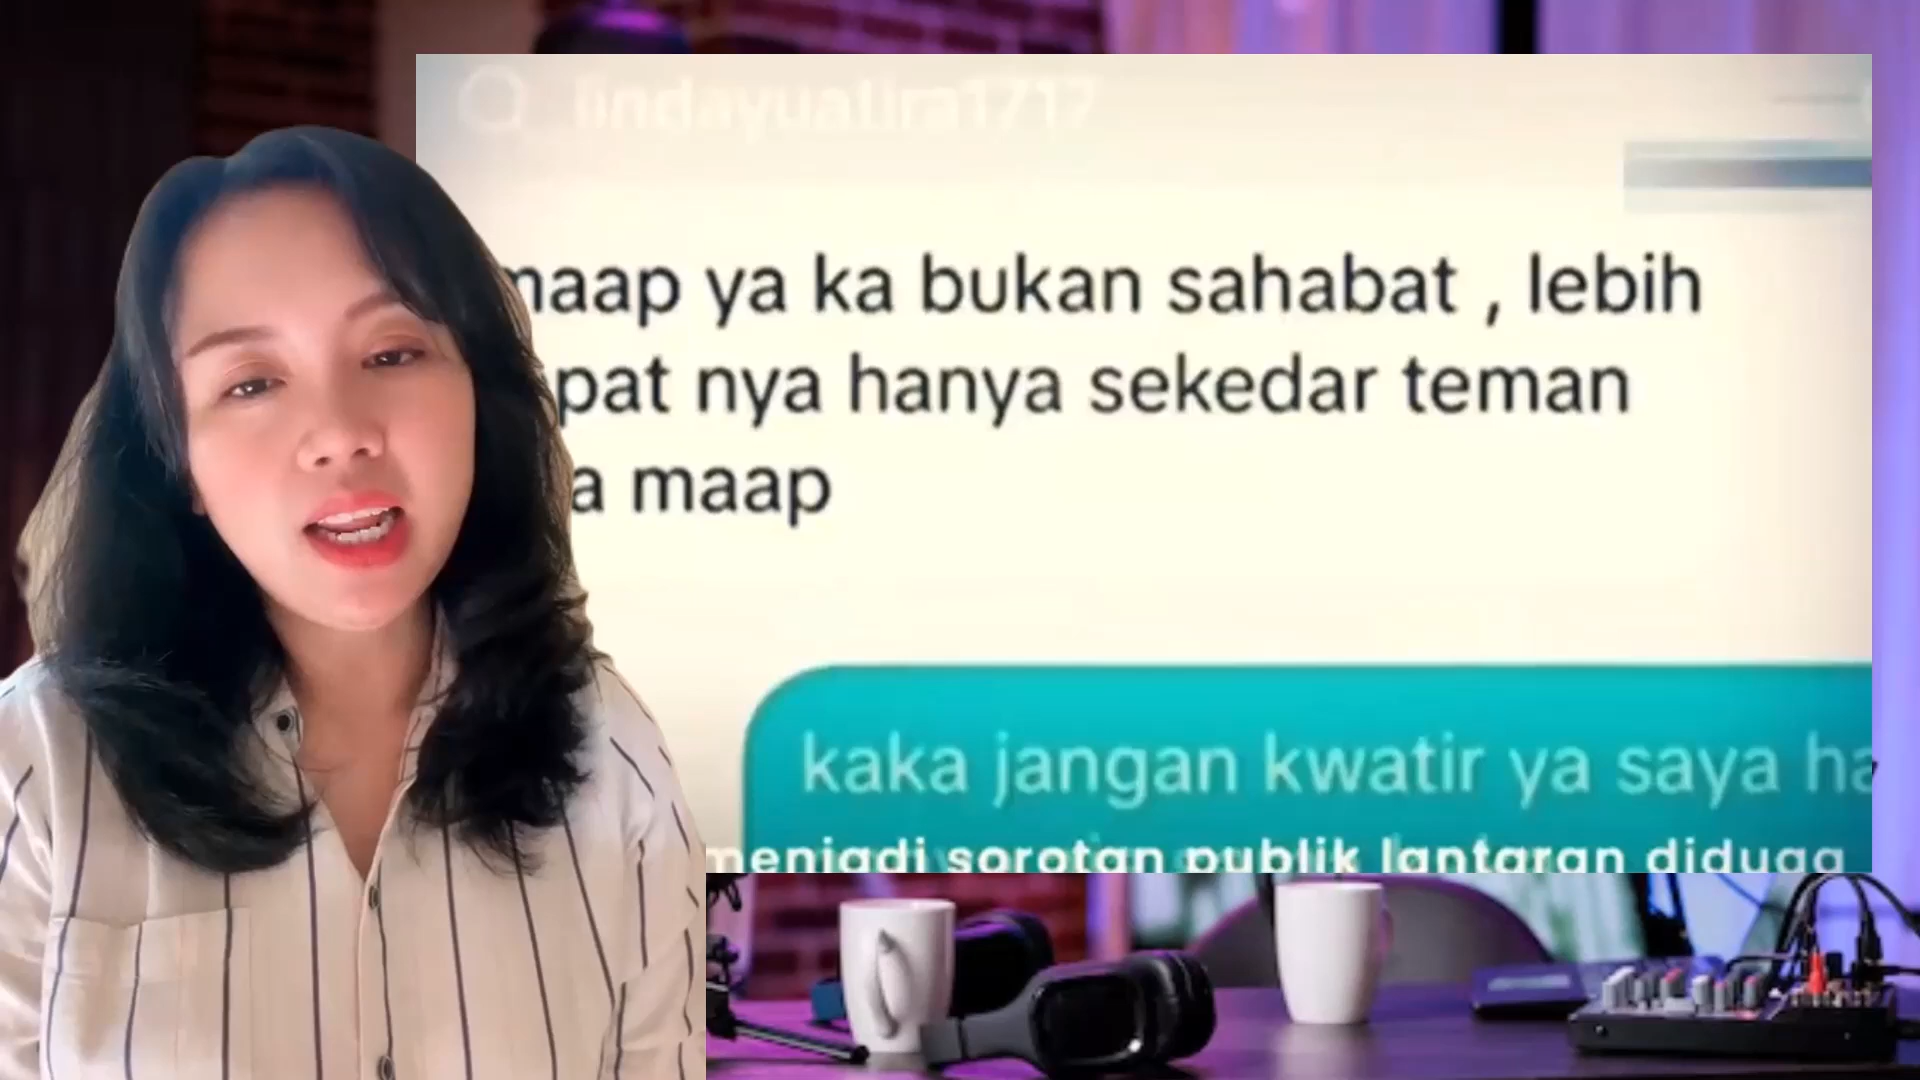 lindayuatira1717
maap ya ka bukan sahabat , lebih
pat nya hanya sekedar teman
a maap
kaka jangan kwatir ya saya ha
menjadi sorotan publik lantaran diduga